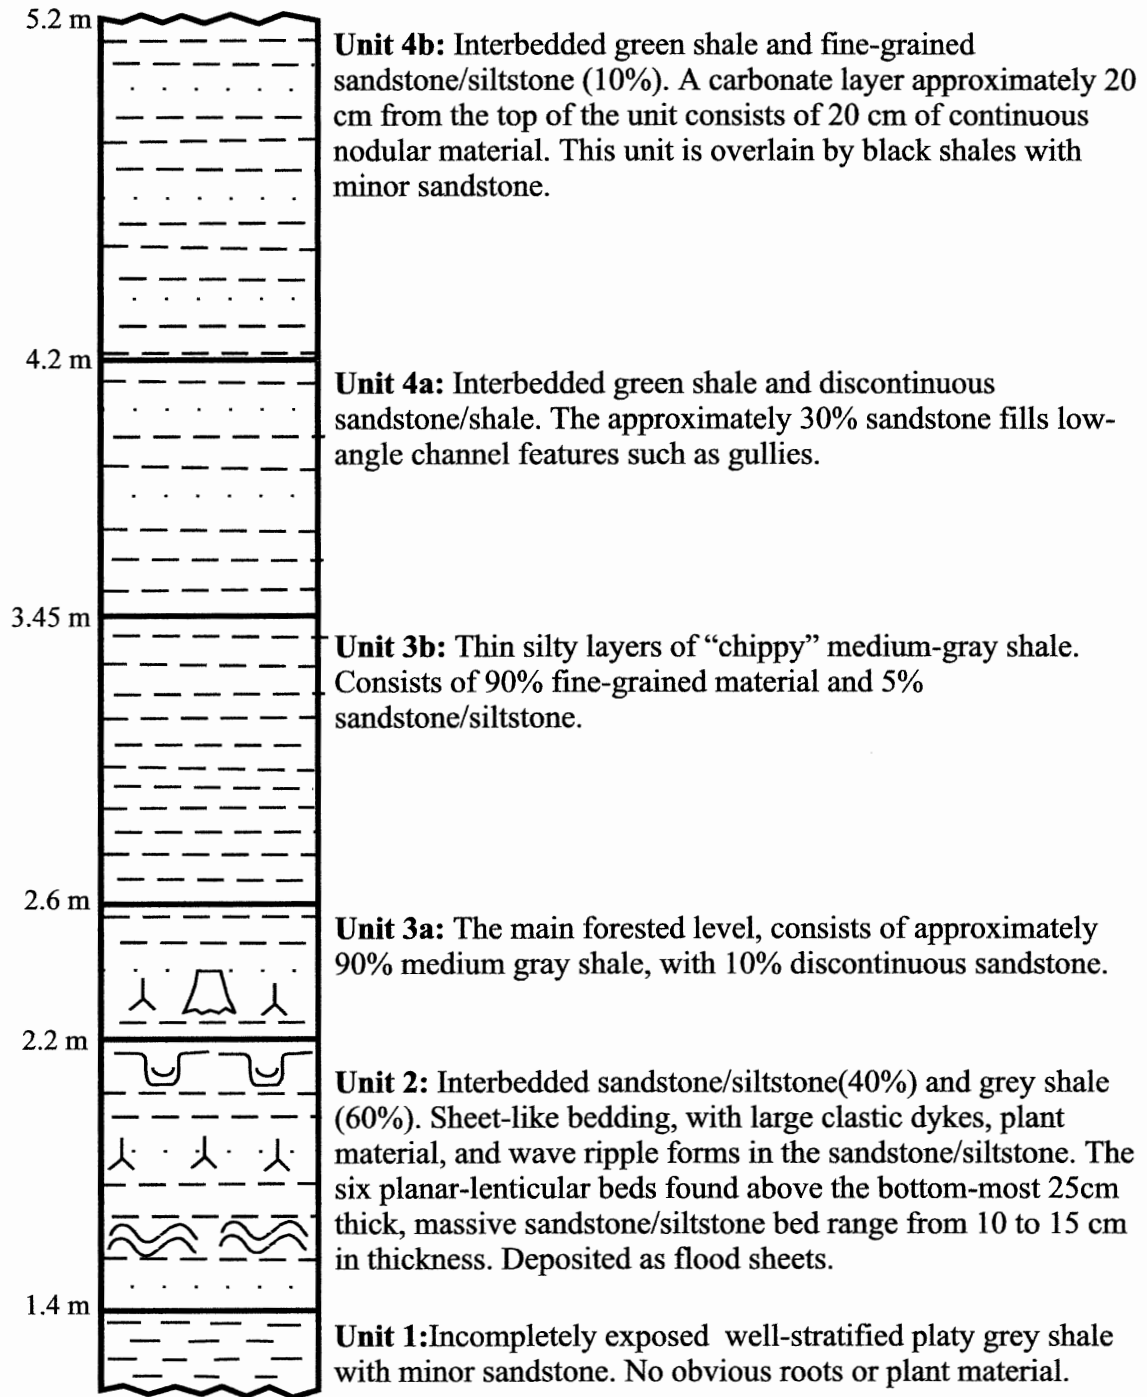 5.2 m
Unit 4b: Interbedded green shale and fine-grained
sandstone/siltstone (10%). A carbonate layer approximately 20
cm from the top of the unit consists of 20 cm of continuous
nodular material. This unit is overlain by black shales with
minor sandstone.
4.2 m
Unit 4a: Interbedded green shale and discontinuous
sandstone/shale. The approximately 30% sandstone fills low-
angle channel features such as gullies.
3.45 m
Unit 3b: Thin silty layers of “chippy” medium-gray shale.
Consists of 90% fine-grained material and 5%
sandstone/siltstone.
2.6 m
Unit 3a: The main forested level, consists of approximately
90% medium gray shale, with 10% discontinuous sandstone.
2.2 m
Unit 2: Interbedded sandstone/siltstone(40%) and grey shale
(60%). Sheet-like bedding, with large clastic dykes, plant
material, and wave ripple forms in the sandstone/siltstone. The
six planar-lenticular beds found above the bottom-most 25cm
thick, massive sandstone/siltstone bed range from 10 to 15 cm
in thickness. Deposited as flood sheets.
1.4 m
Unit 1:Incompletely exposed well-stratified platy grey shale
with minor sandstone. No obvious roots or plant material.